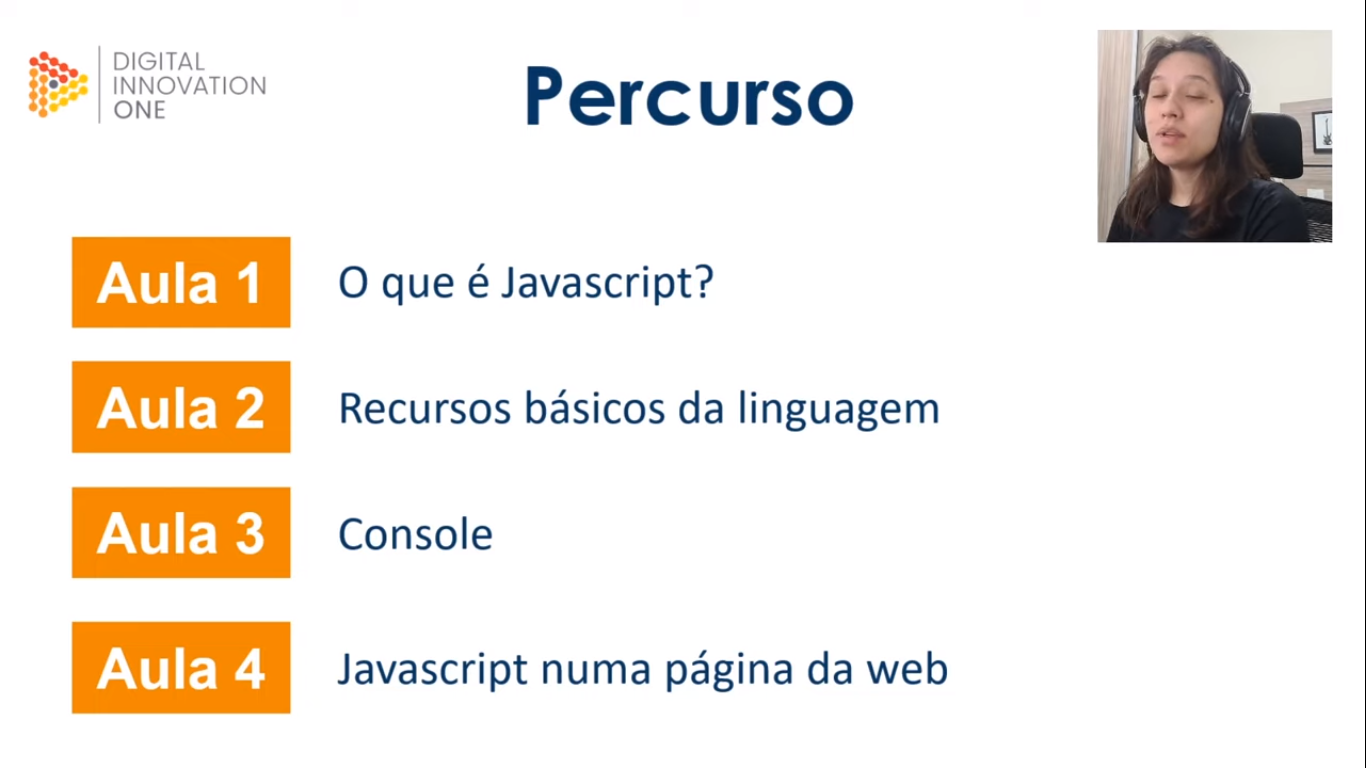 DIGITAL
INNOVATION
ONE
Percurso
Aula 1
O que é Javascript?
Aula 2
Recursos básicos da linguagem
Aula 3
Console
Aula 4
Javascript numa página da web